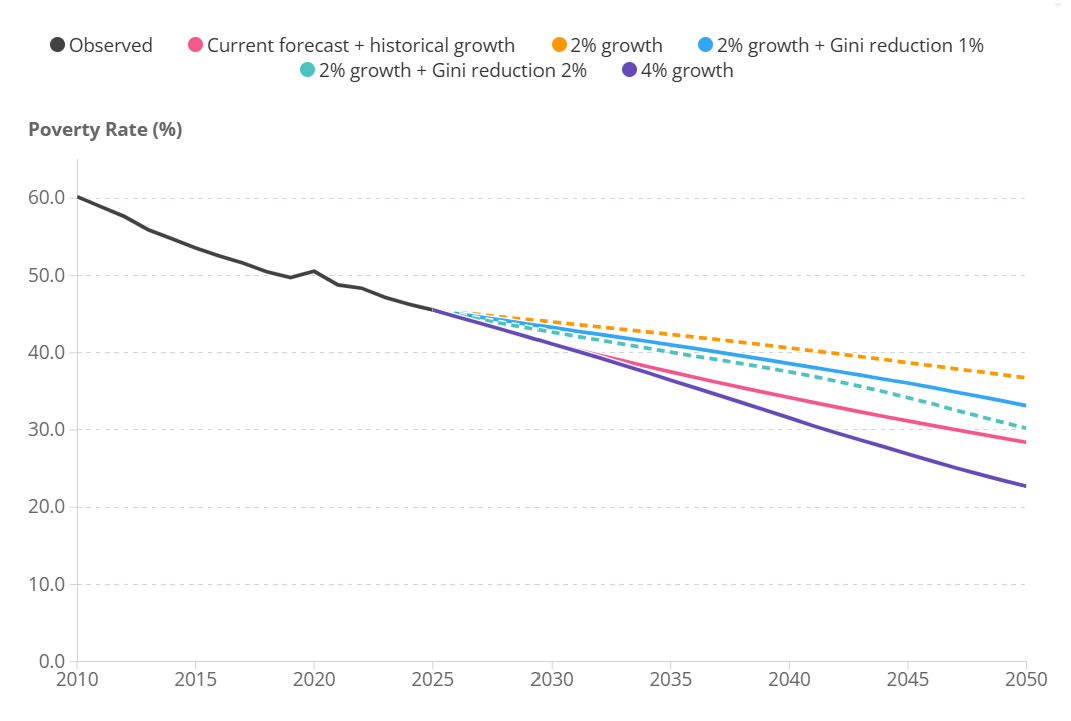 Observed Current forecast + historical growth 2% growth 2% growth + Gini reduction 1%
2% growth + Gini reduction 2% 4% growth
Poverty Rate (%)
60.0
50.0
40.0
30.0
20.0
10.0
0.0
2010 2015 2020 2025 2030 2035 2040 2045 2050